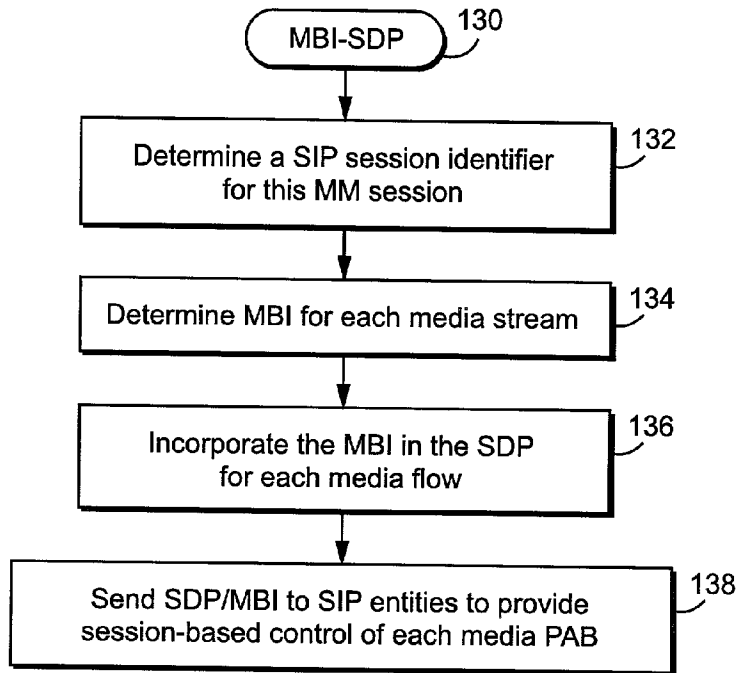 MBI-SDP
130
Determine a SIP session identifier
for this MM session
132
Determine MBI for each media stream
134
Incorporate the MBI in the SDP
for each media flow
136
Send SDP/MBI to SIP entities to provide
session-based control of each media PAB
138